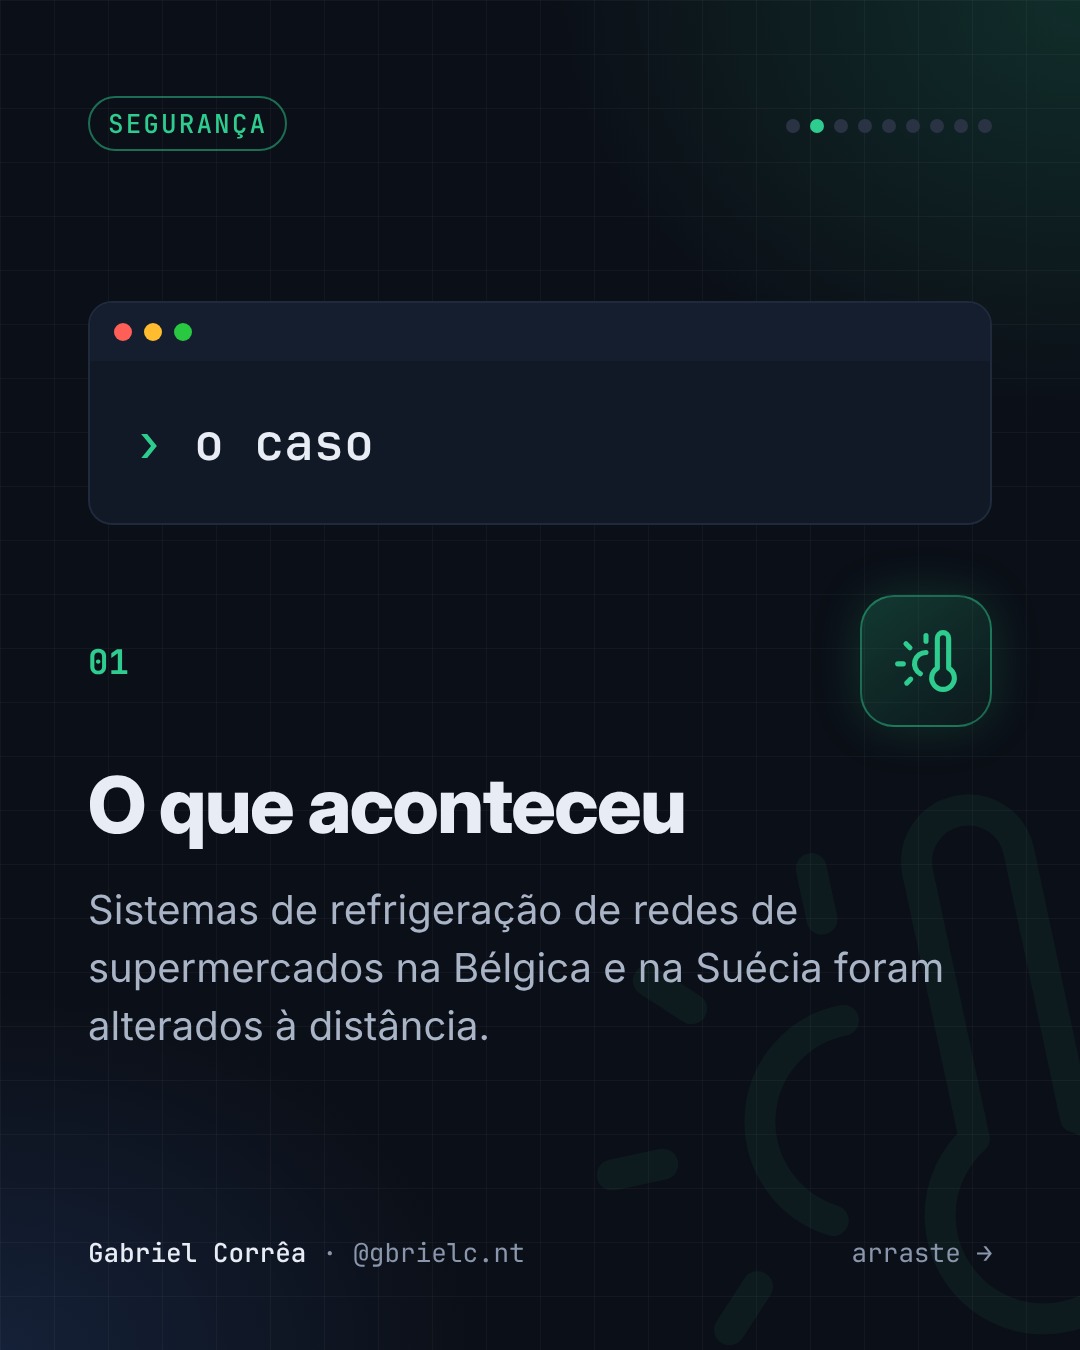 SEGURANÇA
› o caso
01
O que aconteceu
Sistemas de refrigeração de redes de
supermercados na Bélgica e na Suécia foram
alterados à distância.
Gabriel Corrêa · @gbrielc.nt
arraste →